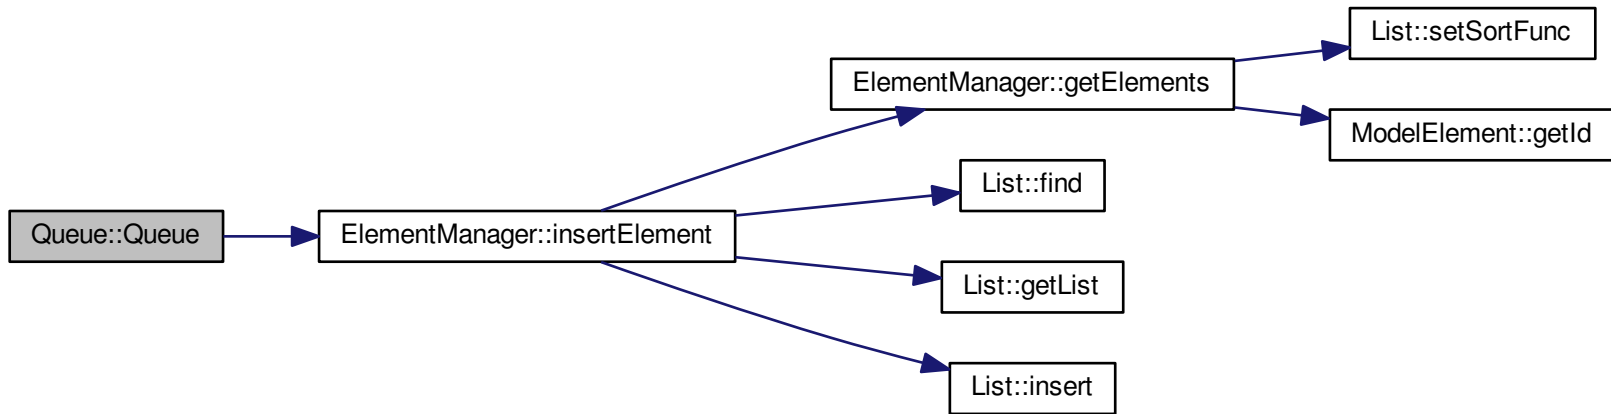 Queue::Queue
ElementManager::insertElement
ElementManager::getElements
List::find
List::getList
List::insert
List::setSortFunc
ModelElement::getId